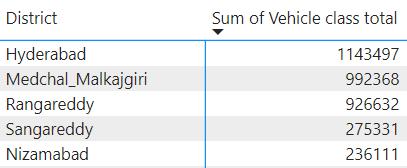 District Sum of Vehicle class total
Hyderabad 1143497
Medchal_Malkajgiri 992368
Rangareddy 926632
Sangareddy 275331
Nizamabad 236111